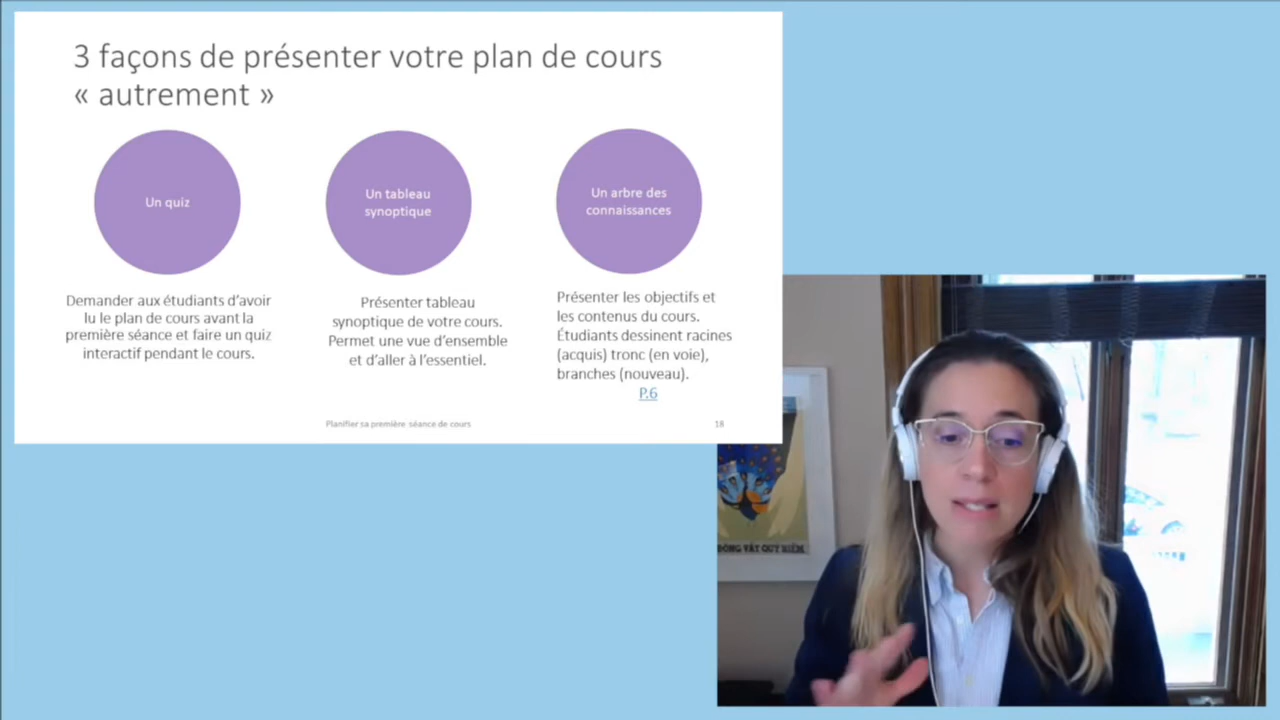 3 façons de présenter votre plan de cours
« autrement »
Un quiz
Un tableau
synoptique
Un arbre des
connaissances
Demander aux étudiants d’avoir
lu le plan de cours avant la
première séance et faire un quiz
interactif pendant le cours.
Présenter tableau
synoptique de votre cours.
Permet une vue d’ensemble
et d’aller à l’essentiel.
Présenter les objectifs et
les contenus du cours.
Étudiants dessinent racines
(acquis) tronc (en voie),
branches (nouveau).
P.6
Planifier sa première séance de cours
18
ĐỘNG VẬT QUÝ HIẾM